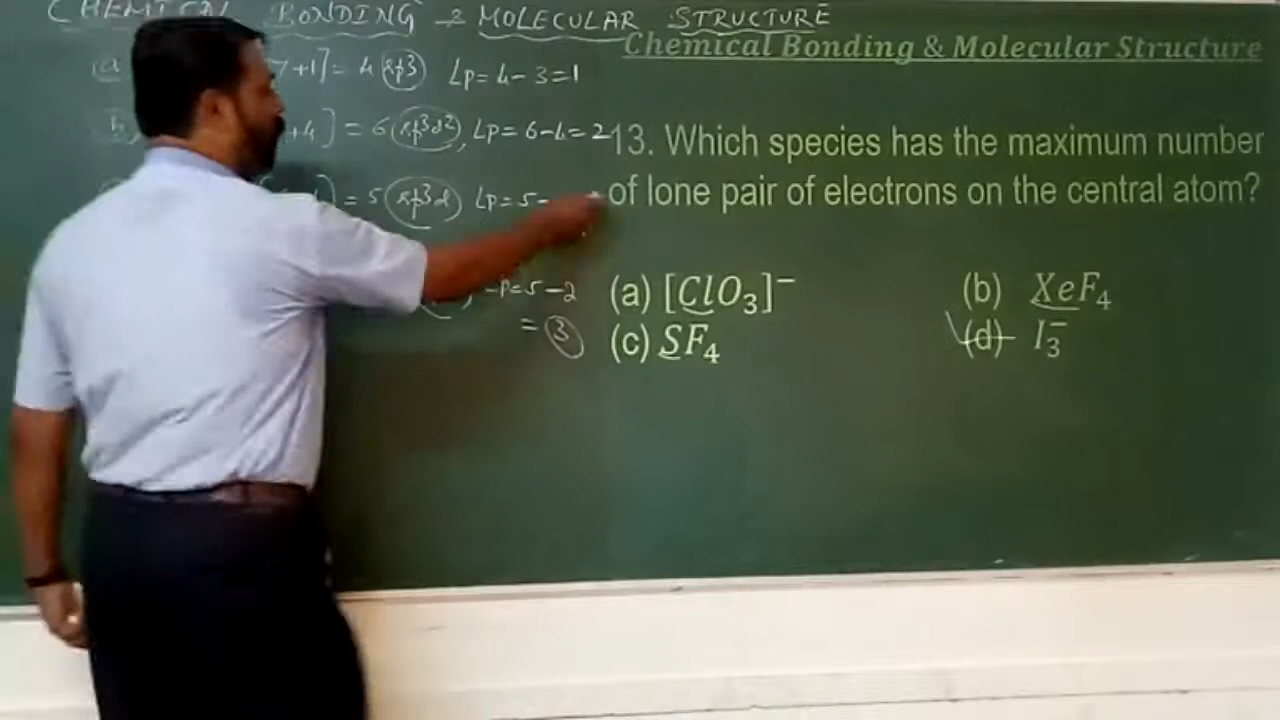 CHEMICAL BONDING & MOLECULAR STRUCTURE
Chemical Bonding & Molecular Structure
(a 7+1] = 4 (sp3) Lp = 4 - 3 = 1
b) +4] = 6 (sp³d²), Lp = 6 - 4 = 2
] = 5 (sp³d) Lp = 5 -
P = 5 - 2
= 3
13. Which species has the maximum number
of lone pair of electrons on the central atom?
(a) [ClO₃]⁻ (b) XeF₄
(c) SF₄ (d) I₃⁻